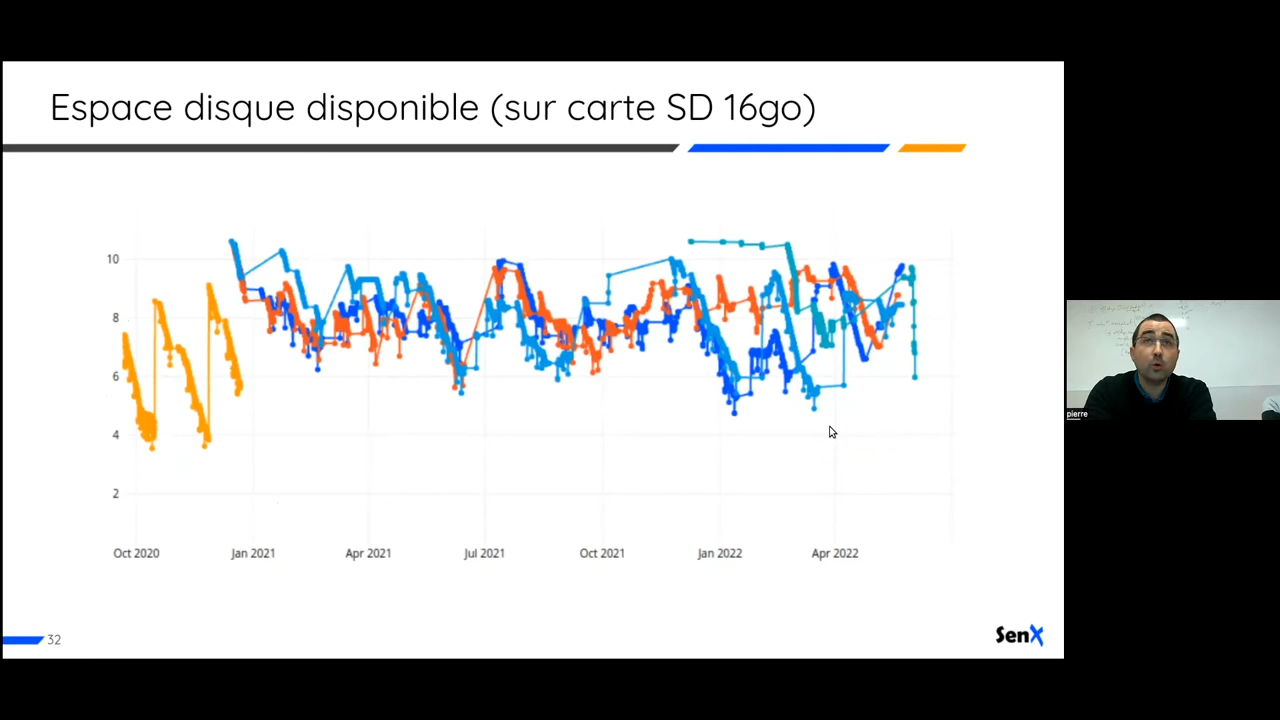 Espace disque disponible (sur carte SD 16go)
10
8
6
4
2
Oct 2020 Jan 2021 Apr 2021 Jul 2021 Oct 2021 Jan 2022 Apr 2022
32
SenX
pierre